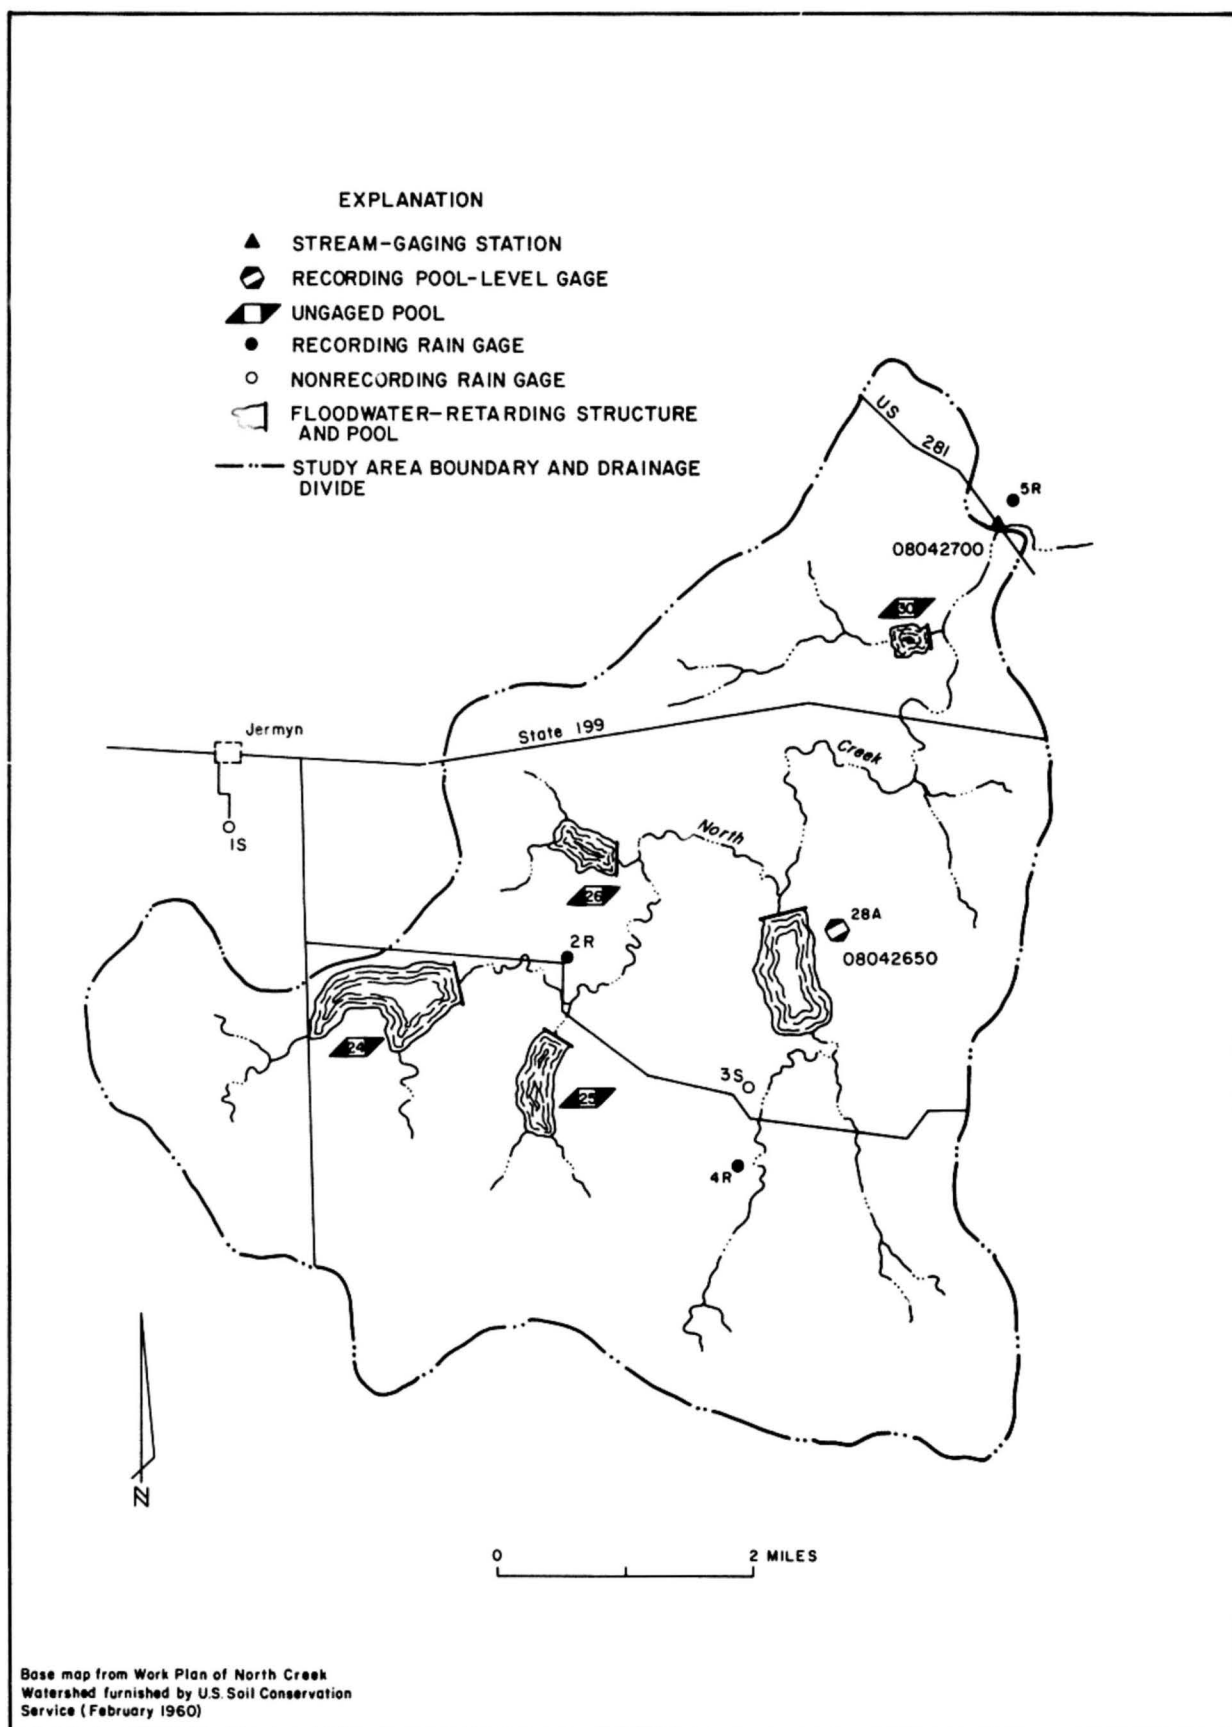 EXPLANATION
STREAM-GAGING STATION
RECORDING POOL-LEVEL GAGE
UNGAGED POOL
RECORDING RAIN GAGE
NONRECORDING RAIN GAGE
FLOODWATER-RETARDING STRUCTURE
AND POOL
STUDY AREA BOUNDARY AND DRAINAGE
DIVIDE
US
281
5R
08042700
30
Jermyn
State 199
Creek
1S
North
26
28A
2R
08042650
24
3S
25
4R
N
0 2 MILES
Base map from Work Plan of North Creek
Watershed furnished by U.S. Soil Conservation
Service (February 1960)